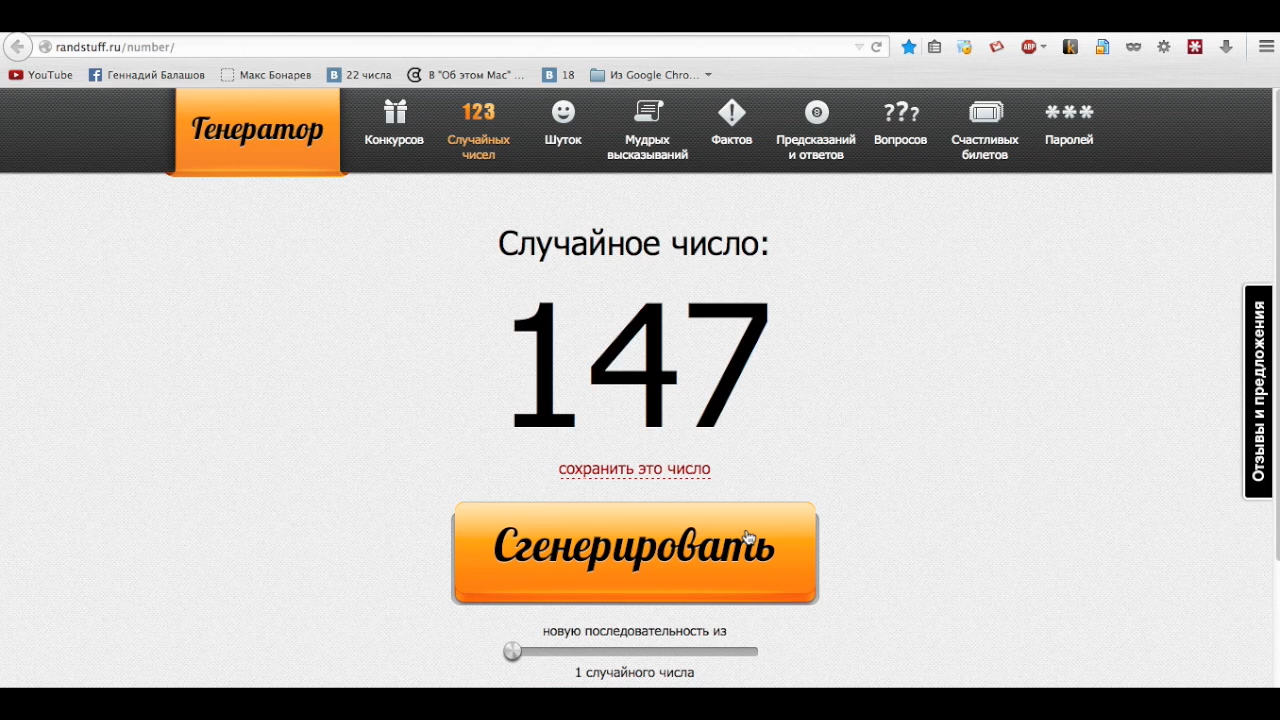 randstuff.ru/number/
YouTube
Геннадий Балашов
Макс Бонарев
22 числа
В "Об этом Mac" ...
18
Из Google Chro...
Генератор
Конкурсов
123
Случайных
чисел
Шуток
Мудрых
высказываний
Фактов
8
Предсказаний
и ответов
???
Вопросов
Счастливых
билетов
***
Паролей
Случайное число:
147
сохранить это число
Сгенерировать
новую последовательность из
1 случайного числа
Отзывы и предложения